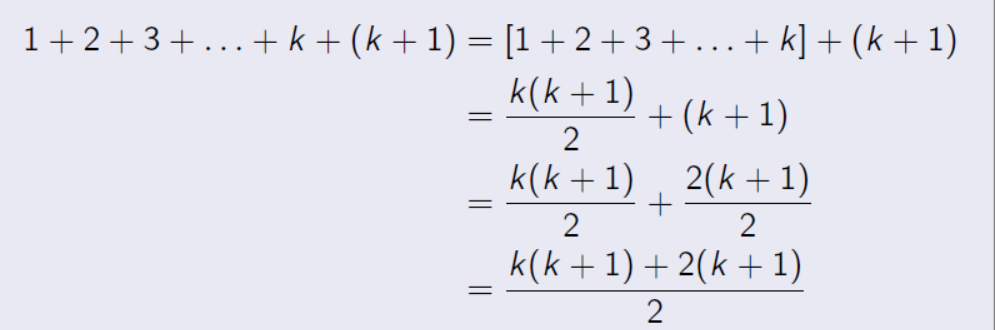 1 + 2 + 3 + . . . + k + (k + 1) = [1 + 2 + 3 + . . . + k] + (k + 1)
= k(k + 1)/2 + (k + 1)
= k(k + 1)/2 + 2(k + 1)/2
= k(k + 1) + 2(k + 1)/2